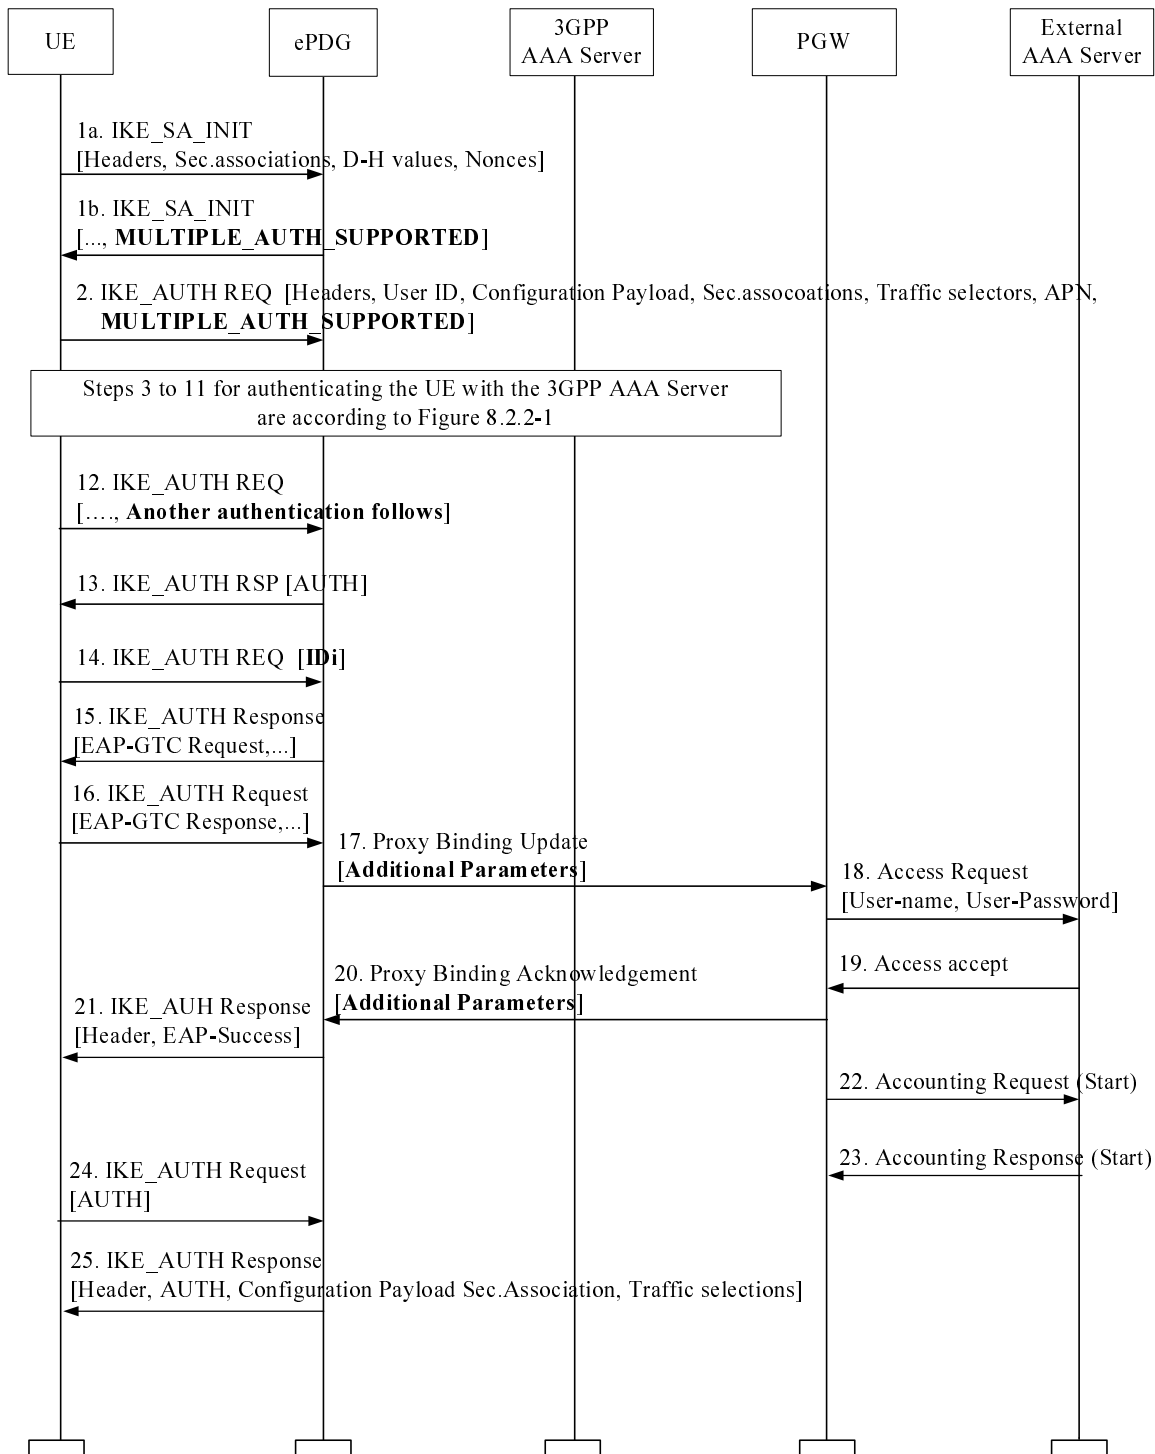 UE
ePDG
3GPP
AAA Server
PGW
External
AAA Server
1a. IKE_SA_INIT
[Headers, Sec.associations, D-H values, Nonces]
1b. IKE_SA_INIT
[..., MULTIPLE_AUTH_SUPPORTED]
2. IKE_AUTH REQ [Headers, User ID, Configuration Payload, Sec.assocoations, Traffic selectors, APN,
MULTIPLE_AUTH_SUPPORTED]
Steps 3 to 11 for authenticating the UE with the 3GPP AAA Server
are according to Figure 8.2.2-1
12. IKE_AUTH REQ
[...., Another authentication follows]
13. IKE_AUTH RSP [AUTH]
14. IKE_AUTH REQ [IDi]
15. IKE_AUTH Response
[EAP-GTC Request,...]
16. IKE_AUTH Request
[EAP-GTC Response,...]
17. Proxy Binding Update
[Additional Parameters]
18. Access Request
[User-name, User-Password]
19. Access accept
20. Proxy Binding Acknowledgement
[Additional Parameters]
21. IKE_AUH Response
[Header, EAP-Success]
22. Accounting Request (Start)
23. Accounting Response (Start)
24. IKE_AUTH Request
[AUTH]
25. IKE_AUTH Response
[Header, AUTH, Configuration Payload Sec.Association, Traffic selections]